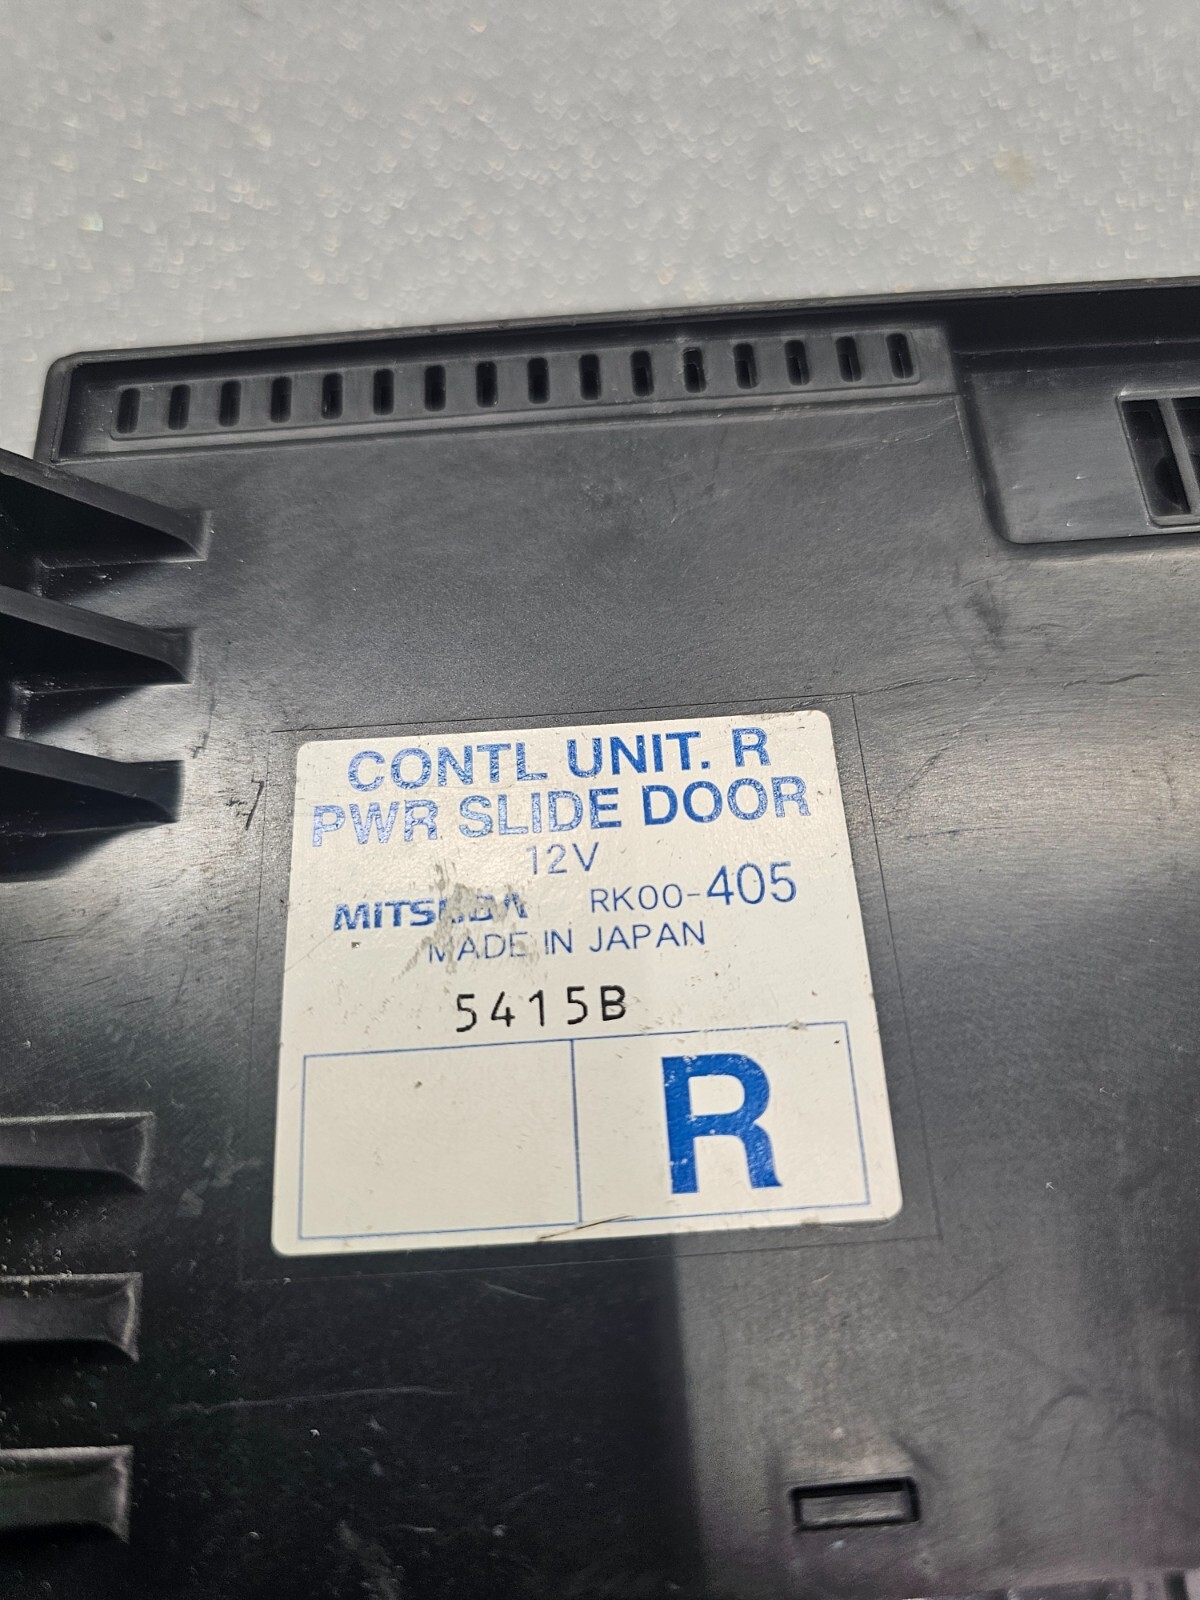 CONTL UNIT. R
PWR SLIDE DOOR
12V
RK00-405
MADE IN JAPAN
5415B
R